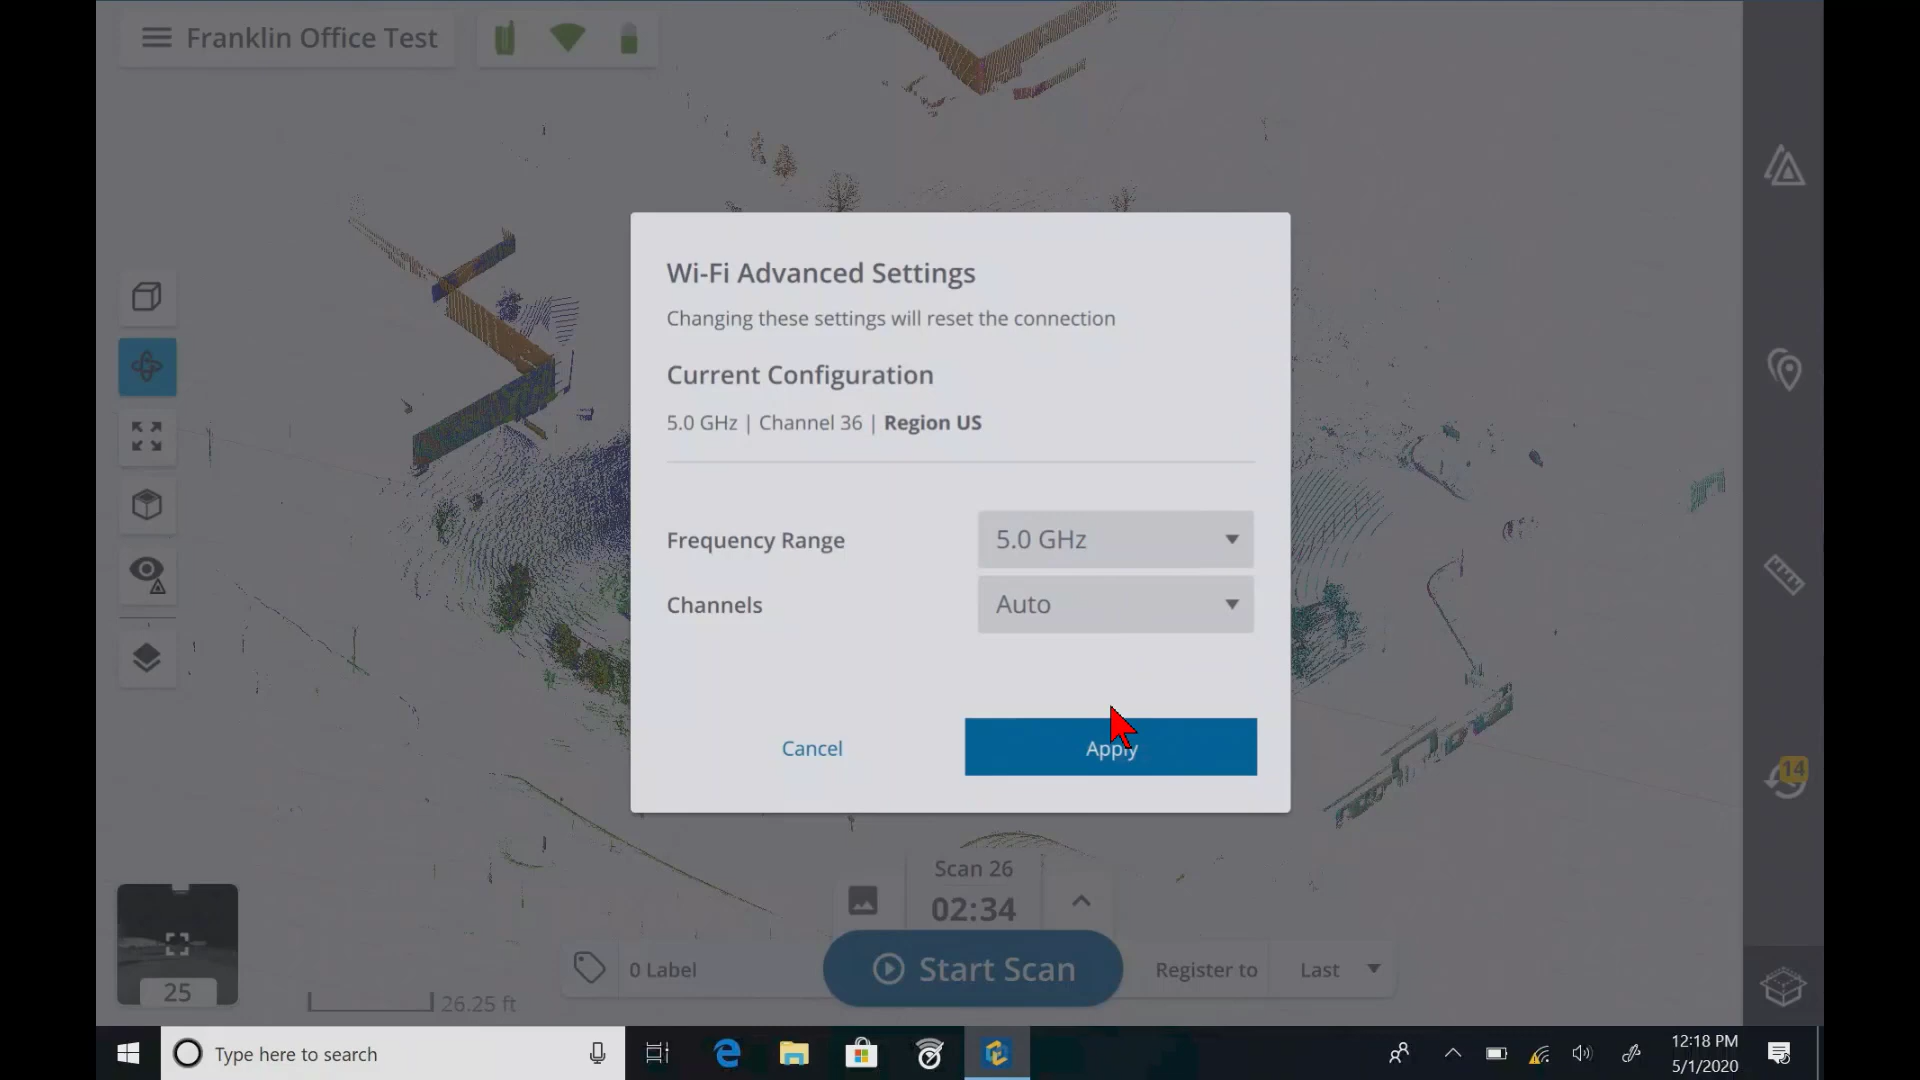 Franklin Office Test
Wi-Fi Advanced Settings
Changing these settings will reset the connection
Current Configuration
5.0 GHz | Channel 36 | Region US
Frequency Range
5.0 GHz
Channels
Auto
Cancel
Apply
14
Scan 26
02:34
25
26.25 ft
0 Label
Start Scan
Register to
Last
Type here to search
12:18 PM
5/1/2020